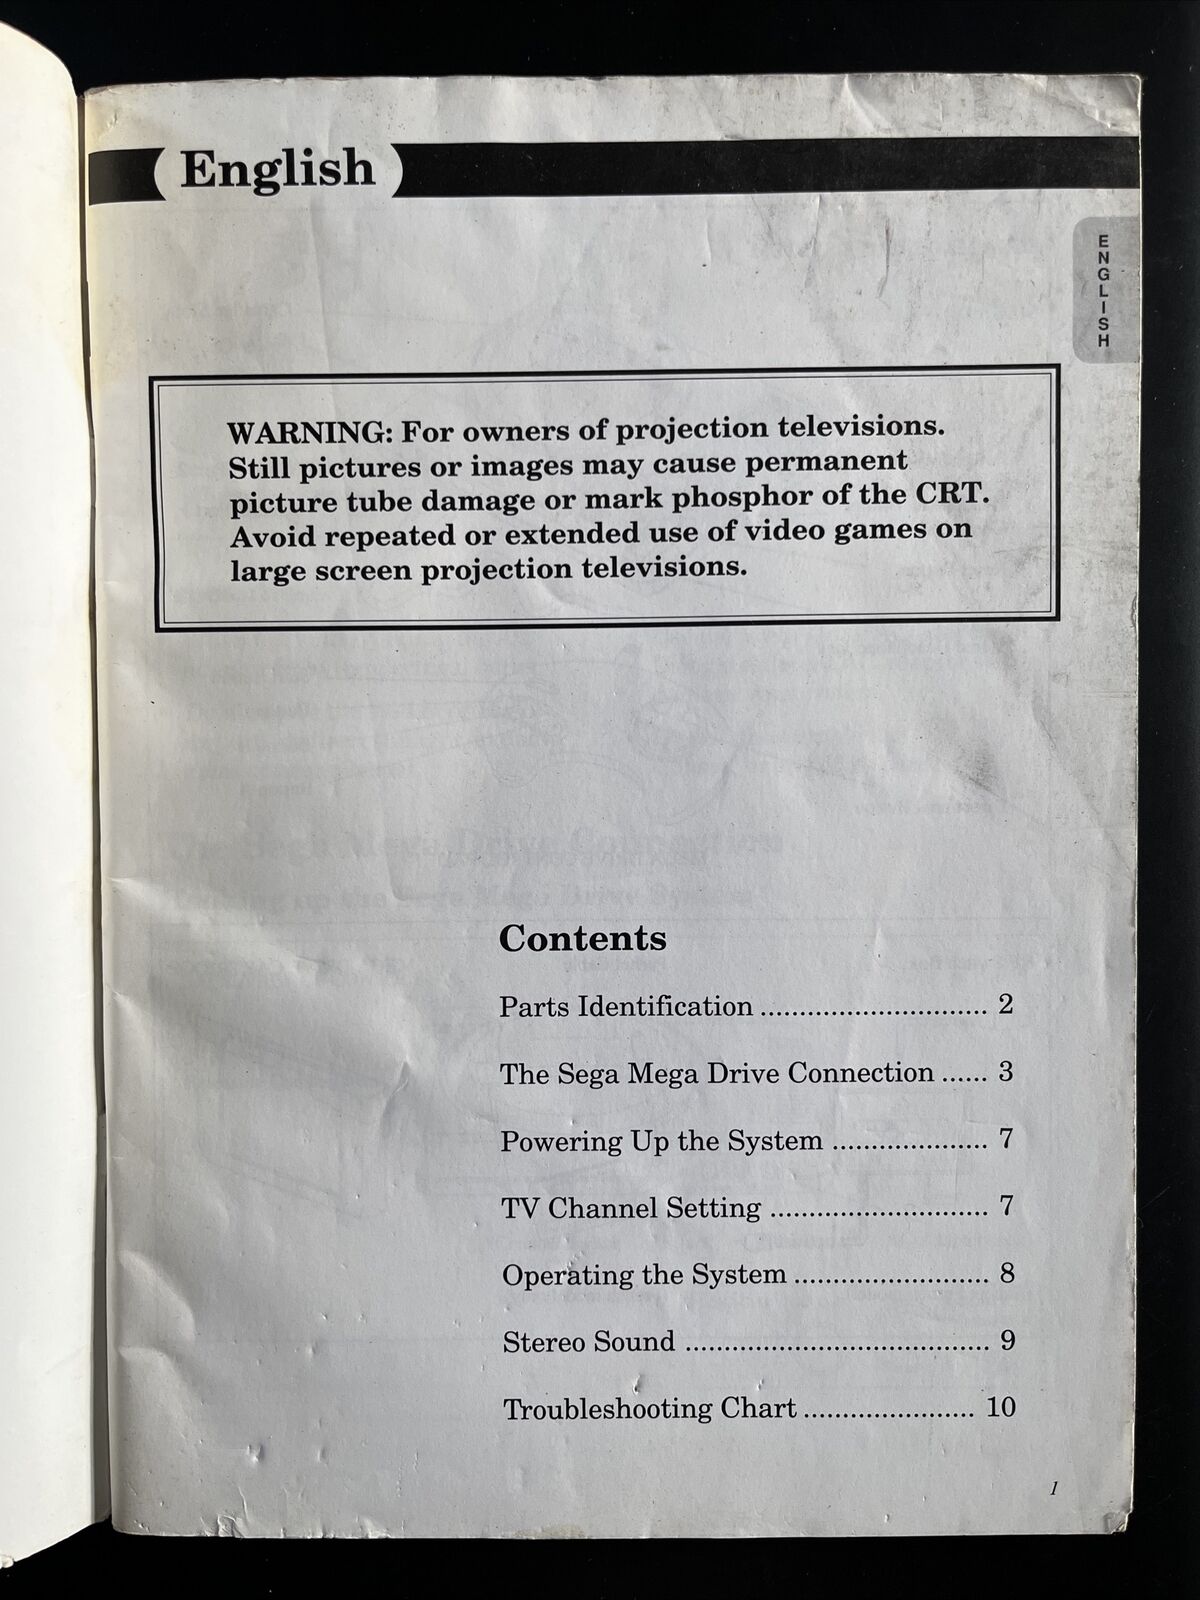 English
ENGLISH
WARNING: For owners of projection televisions.
Still pictures or images may cause permanent
picture tube damage or mark phosphor of the CRT.
Avoid repeated or extended use of video games on
large screen projection televisions.
Contents
Parts Identification ............................. 2
The Sega Mega Drive Connection ...... 3
Powering Up the System .................... 7
TV Channel Setting ............................ 7
Operating the System ......................... 8
Stereo Sound ....................................... 9
Troubleshooting Chart ...................... 10
1